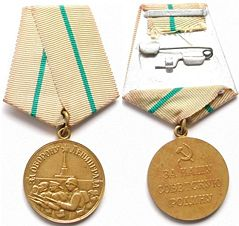 ЗА ОБОРОНУ ЛЕНИНГРАДА
ЗА НАШУ
СОВЕТСКУЮ
РОДИНУ